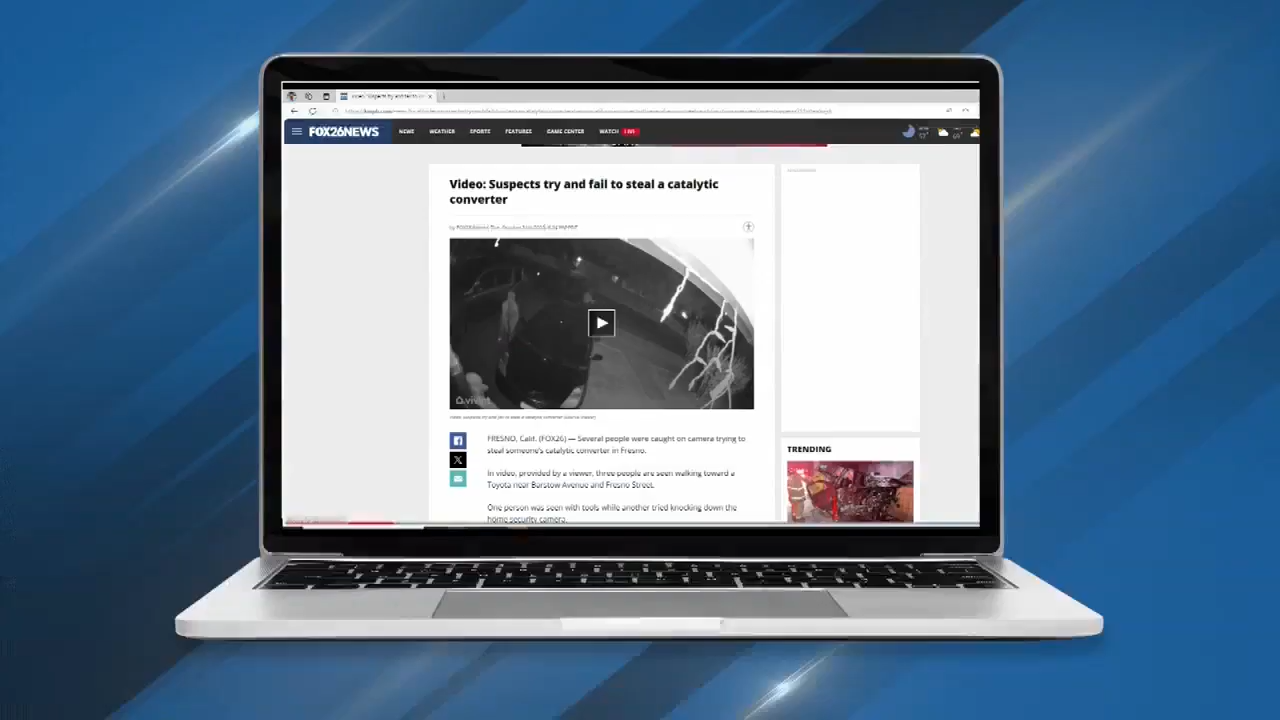 FOX26NEWS
NEWS WEATHER SPORTS FEATURES GAME CENTER WATCH LIVE
Video: Suspects try and fail to steal a catalytic
converter
vivint
FRESNO, Calif. (FOX26) — Several people were caught on camera trying to
steal someone's catalytic converter in Fresno.
In video, provided by a viewer, three people are seen walking toward a
Toyota near Barstow Avenue and Fresno Street.
One person was seen with tools while another tried knocking down the
home security camera.
TRENDING